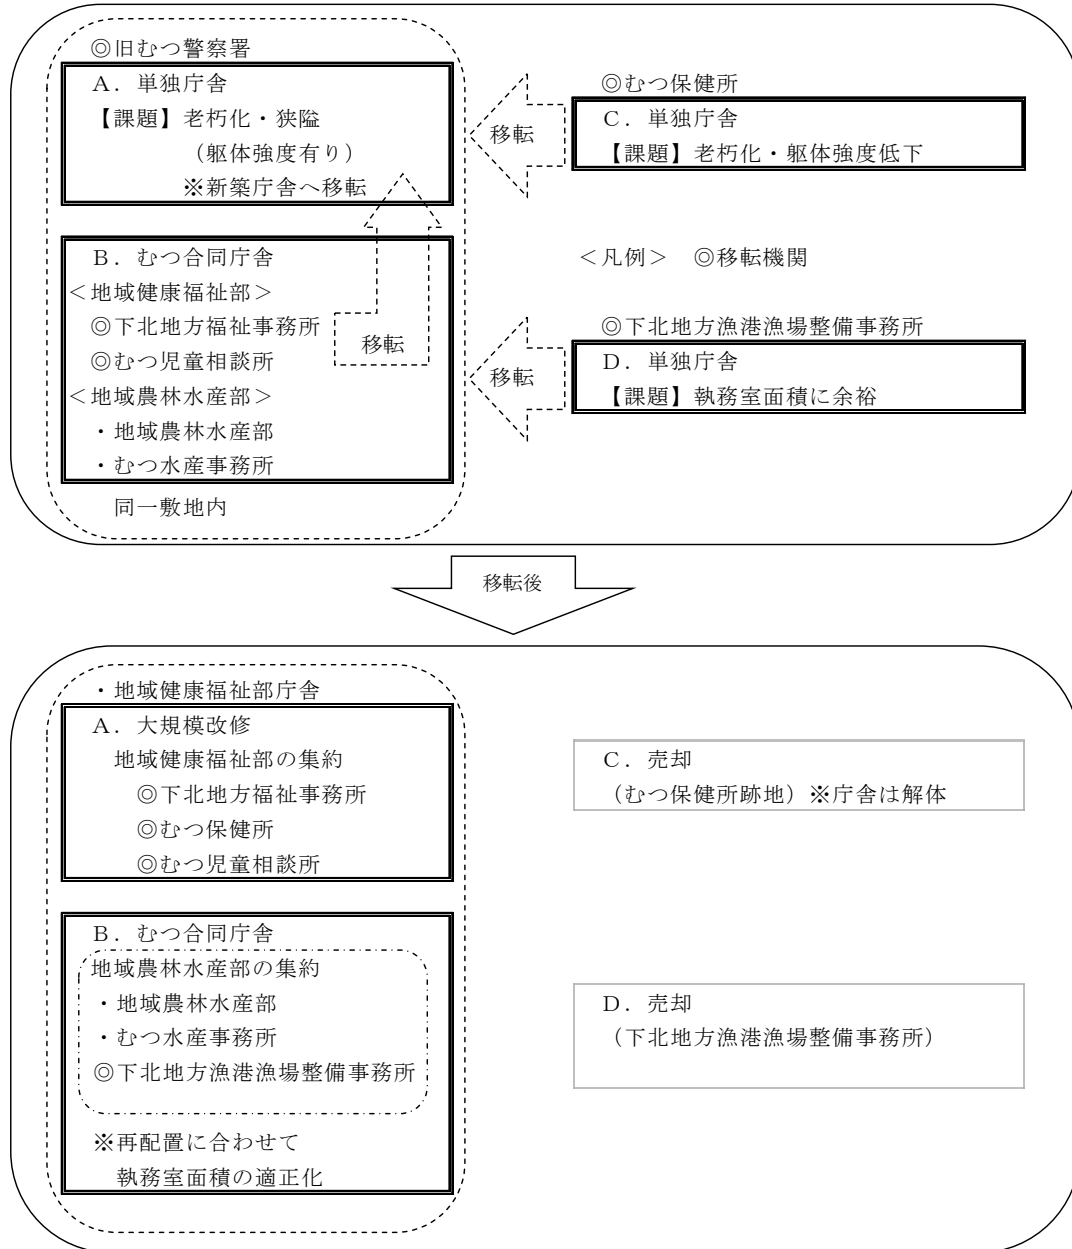 ◎旧むつ警察署
A．単独庁舎
【課題】老朽化・狭隘
（躯体強度有り）
※新築庁舎へ移転
移転
◎むつ保健所
C．単独庁舎
【課題】老朽化・躯体強度低下
B．むつ合同庁舎
＜地域健康福祉部＞
◎下北地方福祉事務所
◎むつ児童相談所
＜地域農林水産部＞
・地域農林水産部
・むつ水産事務所
同一敷地内
移転
＜凡例＞　◎移転機関
移転
◎下北地方漁港漁場整備事務所
D．単独庁舎
【課題】執務室面積に余裕
移転後
・地域健康福祉部庁舎
A．大規模改修
地域健康福祉部の集約
◎下北地方福祉事務所
◎むつ保健所
◎むつ児童相談所
C．売却
（むつ保健所跡地）※庁舎は解体
B．むつ合同庁舎
地域農林水産部の集約
・地域農林水産部
・むつ水産事務所
◎下北地方漁港漁場整備事務所
※再配置に合わせて
執務室面積の適正化
D．売却
（下北地方漁港漁場整備事務所）